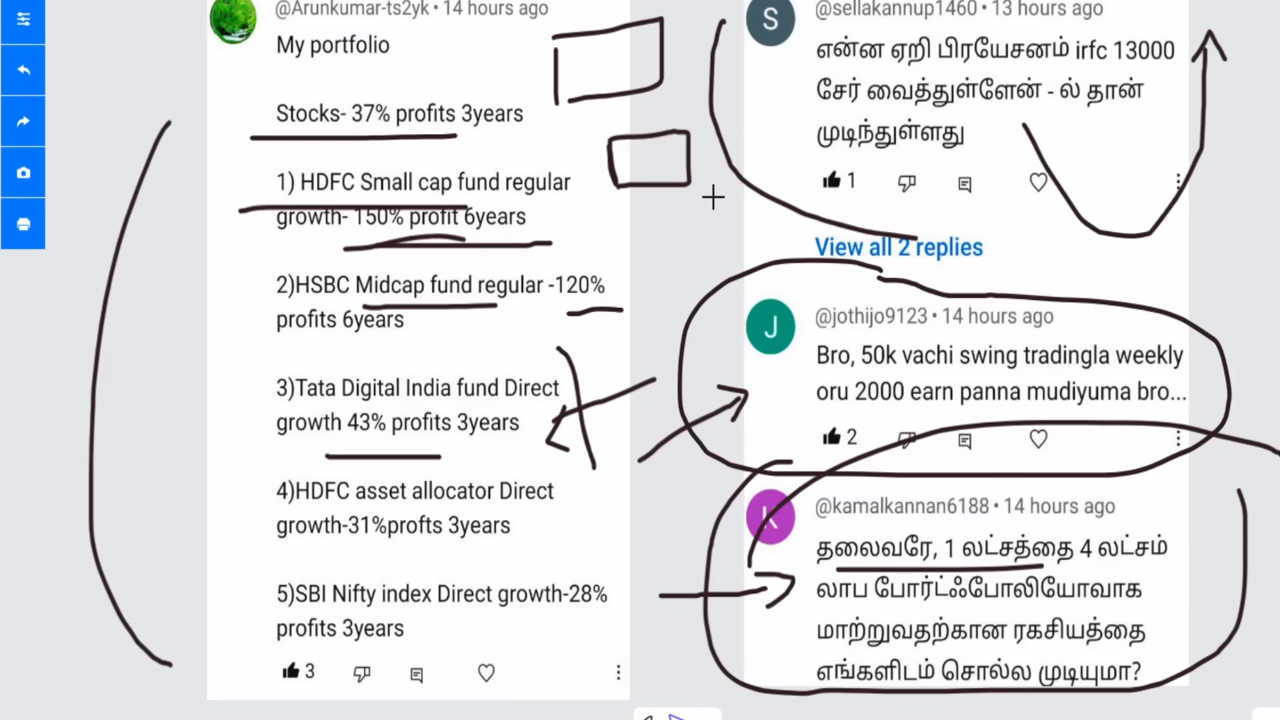 @Arunkumar-ts2yk • 14 hours ago
My portfolio
Stocks- 37% profits 3years
1) HDFC Small cap fund regular
growth- 150% profit 6years
2)HSBC Midcap fund regular -120%
profits 6years
3)Tata Digital India fund Direct
growth 43% profits 3years
4)HDFC asset allocator Direct
growth-31%profts 3years
5)SBI Nifty index Direct growth-28%
profits 3years
3
S
@sellakannup1460 • 13 hours ago
என்ன ஏறி பிரயேசனம் irfc 13000
சேர் வைத்துள்ளேன் - ல் தான்
முடிந்துள்ளது
1
View all 2 replies
J
@jothijo9123 • 14 hours ago
Bro, 50k vachi swing tradingla weekly
oru 2000 earn panna mudiyuma bro...
2
K
@kamalkannan6188 • 14 hours ago
தலைவரே, 1 லட்சத்தை 4 லட்சம்
லாப போர்ட்ஃபோலியோவாக
மாற்றுவதற்கான ரகசியத்தை
எங்களிடம் சொல்ல முடியுமா?